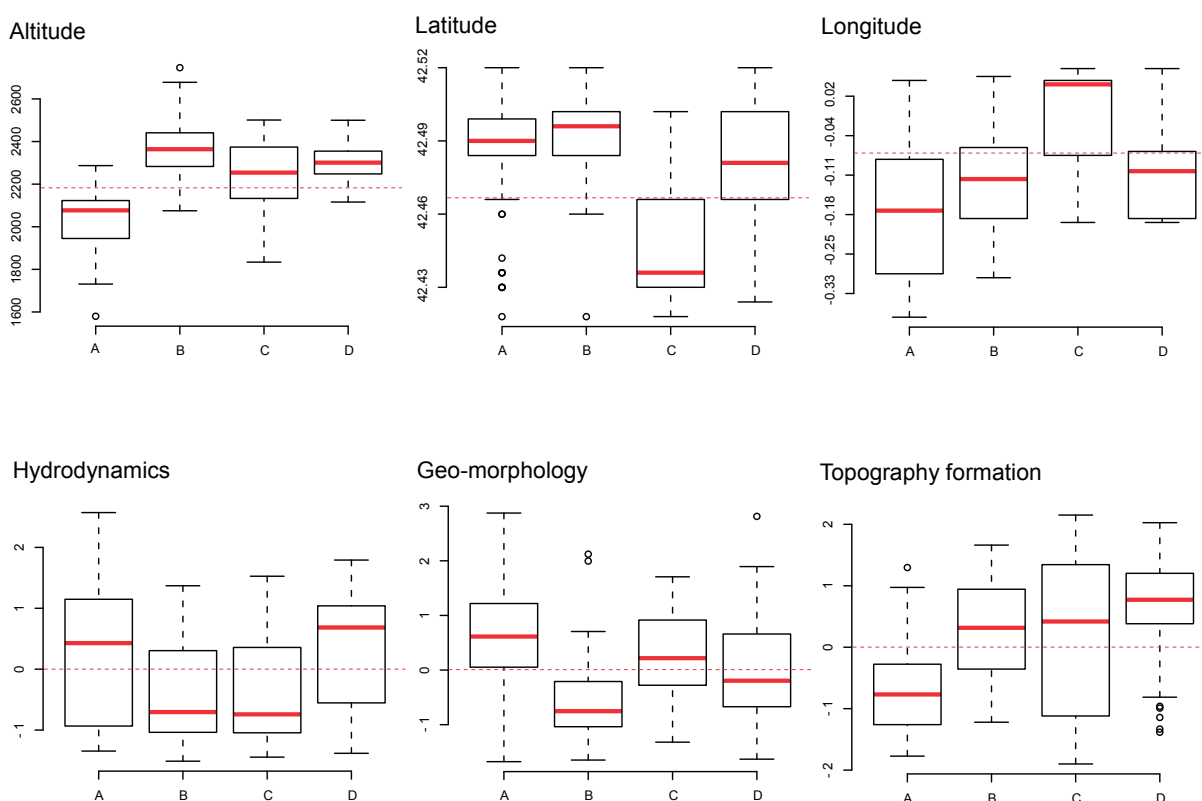 Altitude
Latitude
Longitude
2600
2400
2200
2000
1800
1600
A B C D
42.52
42.49
42.46
42.43
A B C D
0.02
-0.04
-0.11
-0.18
-0.25
-0.33
A B C D
Hydrodynamics
Geo-morphology
Topography formation
2
1
0
-1
A B C D
3
2
1
0
-1
A B C D
2
1
0
-1
-2
A B C D